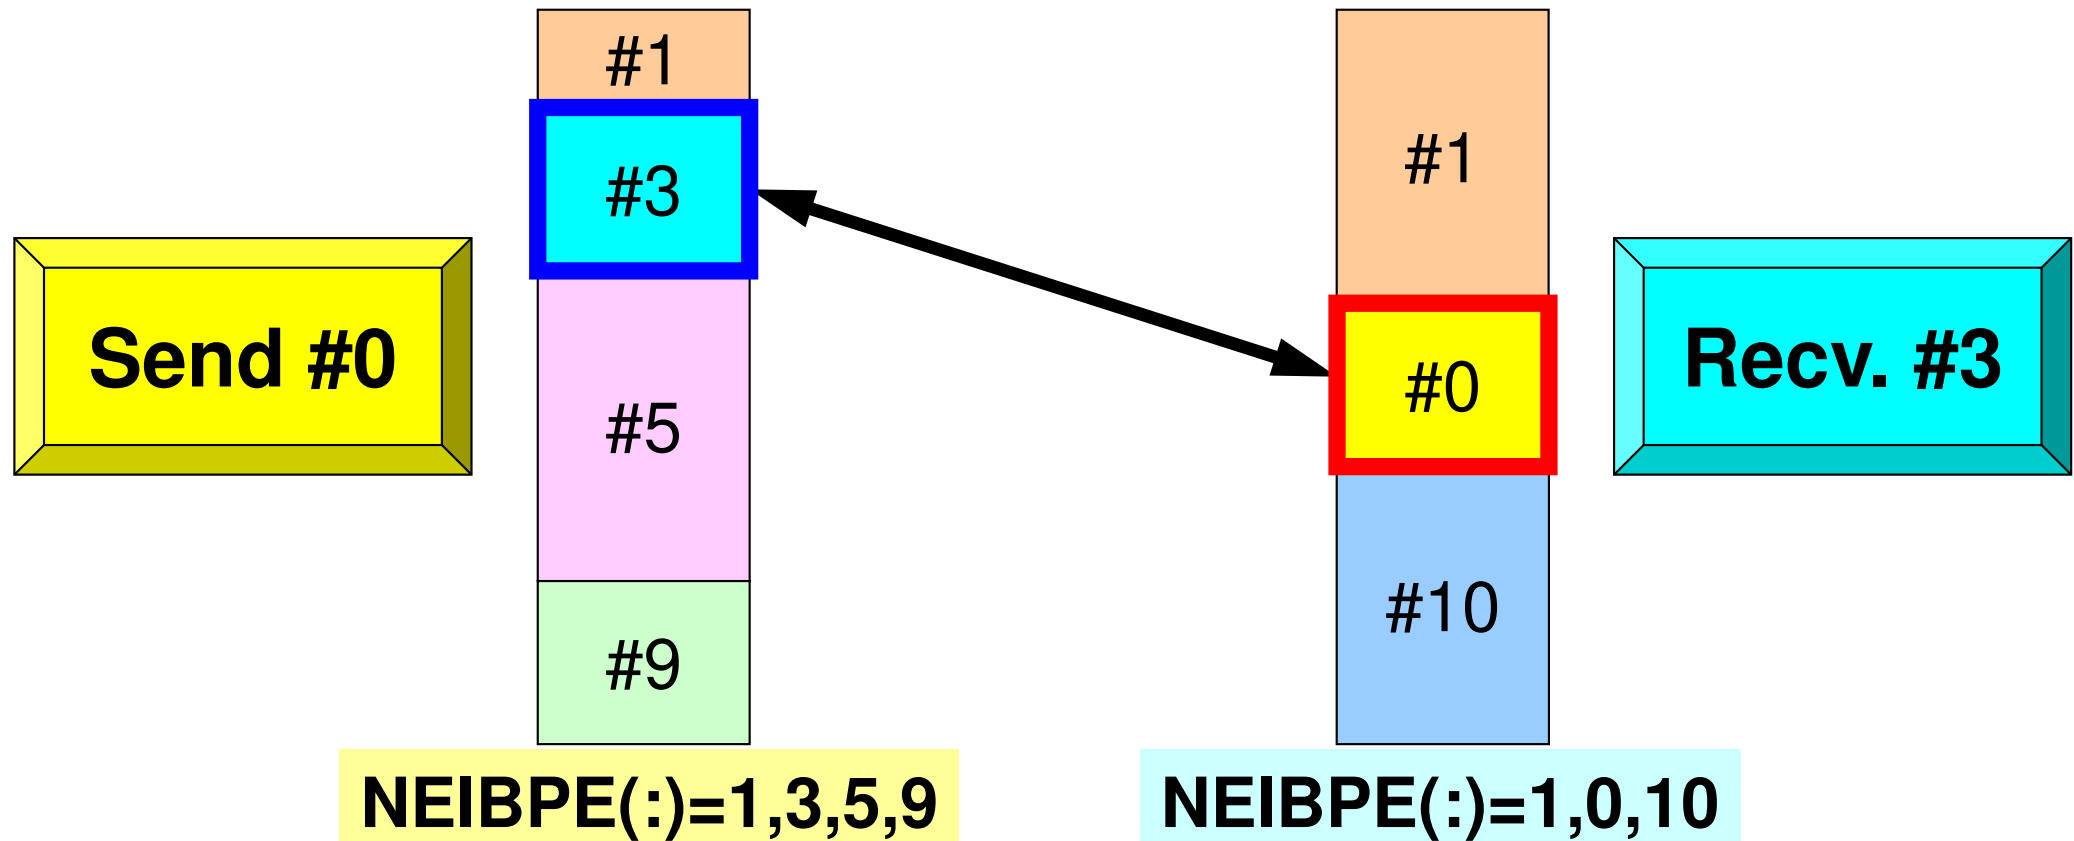 Send #0
#1
#3
#5
#9
NEIBPE(:)=1,3,5,9
#1
#0
#10
NEIBPE(:)=1,0,10
Recv. #3